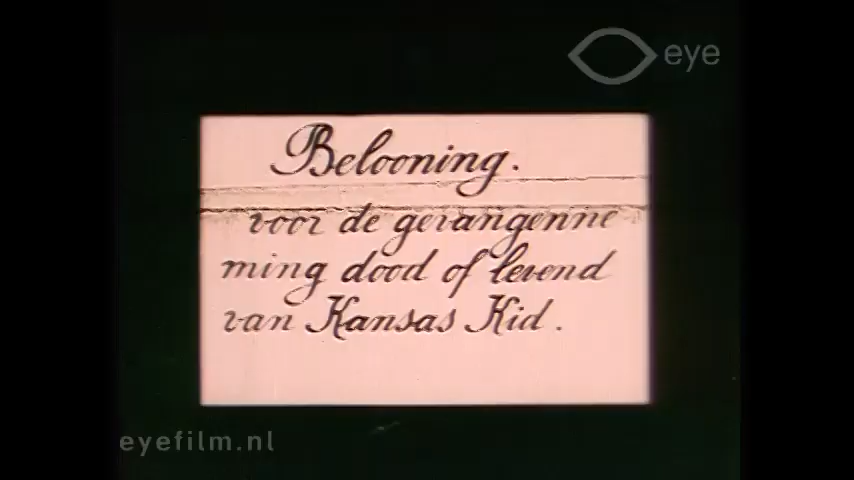 eye
Belooning.
voor de gevangenne
ming dood of levend
van Kansas Kid.
eyefilm.nl